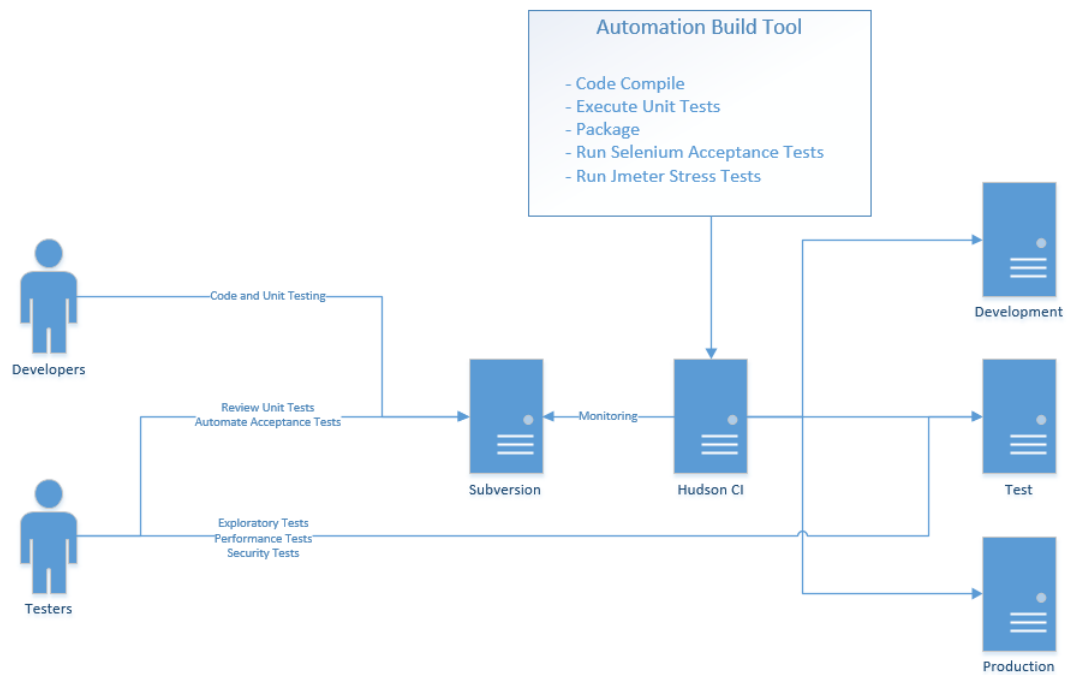 Automation Build Tool
- Code Compile
- Execute Unit Tests
- Package
- Run Selenium Acceptance Tests
- Run Jmeter Stress Tests
Development
Code and Unit Testing
Developers
Review Unit Tests
Automate Acceptance Tests
Monitoring
Subversion
Hudson CI
Test
Exploratory Tests
Performance Tests
Security Tests
Testers
Production